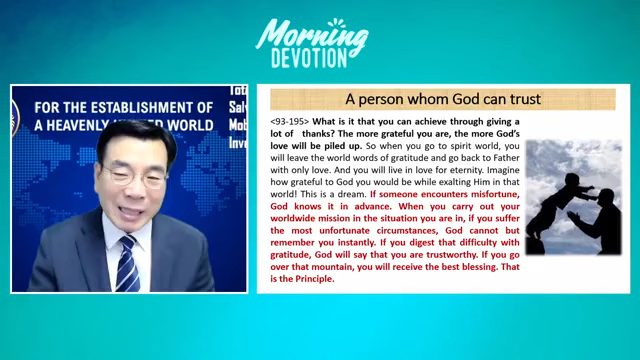 Morning
DEVOTION
FOR THE ESTABLISHMENT OF
A HEAVENLY
WORLD
A person whom God can trust
<93-195> What is it that you can achieve through giving a
lot of thanks? The more grateful you are, the more God's
love will be piled up. So when you go to spirit world, you
will leave the world words of gratitude and go back to Father
with only love. And you will live in love for eternity. Imagine
how grateful to God you would be while exalting Him in that
world! This is a dream. If someone encounters misfortune,
God knows it in advance. When you carry out your
worldwide mission in the situation you are in, if you suffer
the most unfortunate circumstances, God cannot but
remember you instantly. If you digest that difficulty with
gratitude, God will say that you are trustworthy. If you go
over that mountain, you will receive the best blessing. That
is the Principle.